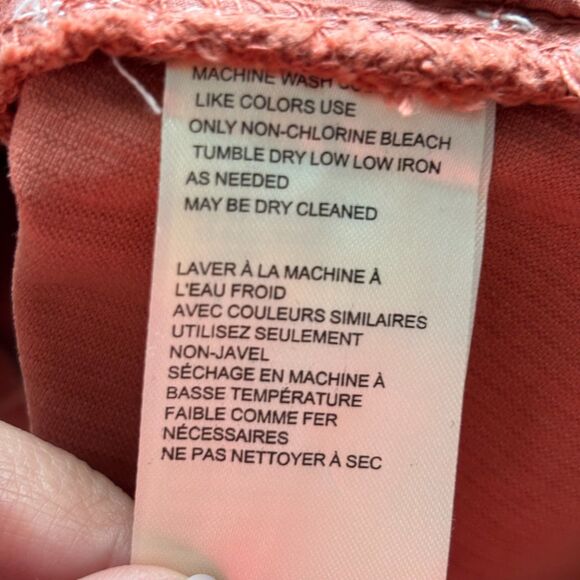 MACHINE WASH
LIKE COLORS USE
ONLY NON-CHLORINE BLEACH
TUMBLE DRY LOW LOW IRON
AS NEEDED
MAY BE DRY CLEANED
LAVER À LA MACHINE À
L'EAU FROID
AVEC COULEURS SIMILAIRES
UTILISEZ SEULEMENT
NON-JAVEL
SÉCHAGE EN MACHINE À
BASSE TEMPÉRATURE
FAIBLE COMME FER
NÉCESSAIRES
NE PAS NETTOYER À SEC